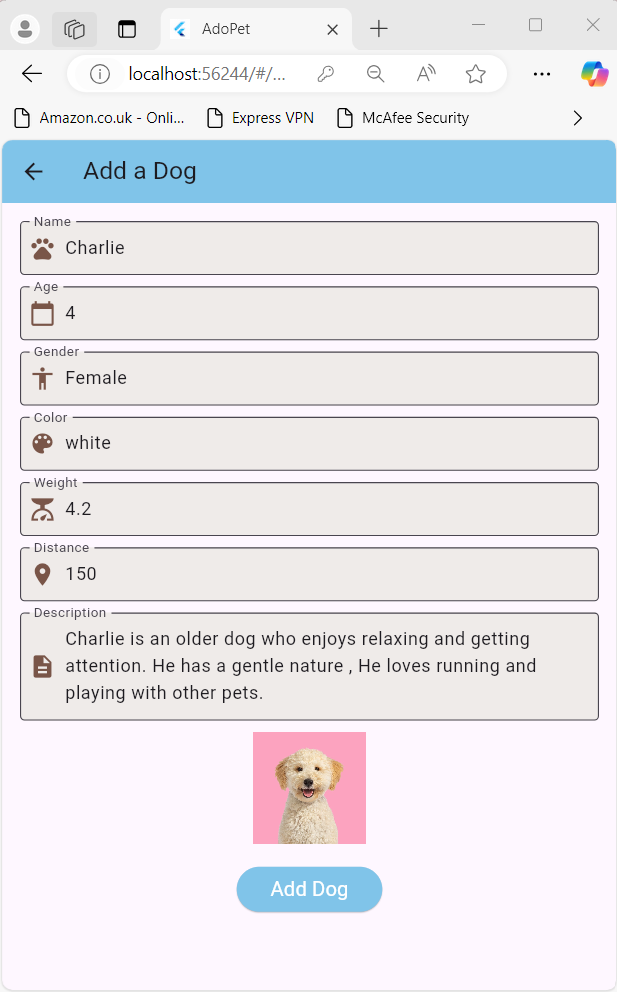 AdoPet
localhost:56244/#/...
Amazon.co.uk - Onli... Express VPN McAfee Security
Add a Dog
Name
Charlie
Age
4
Gender
Female
Color
white
Weight
4.2
Distance
150
Description
Charlie is an older dog who enjoys relaxing and getting
attention. He has a gentle nature , He loves running and
playing with other pets.
Add Dog